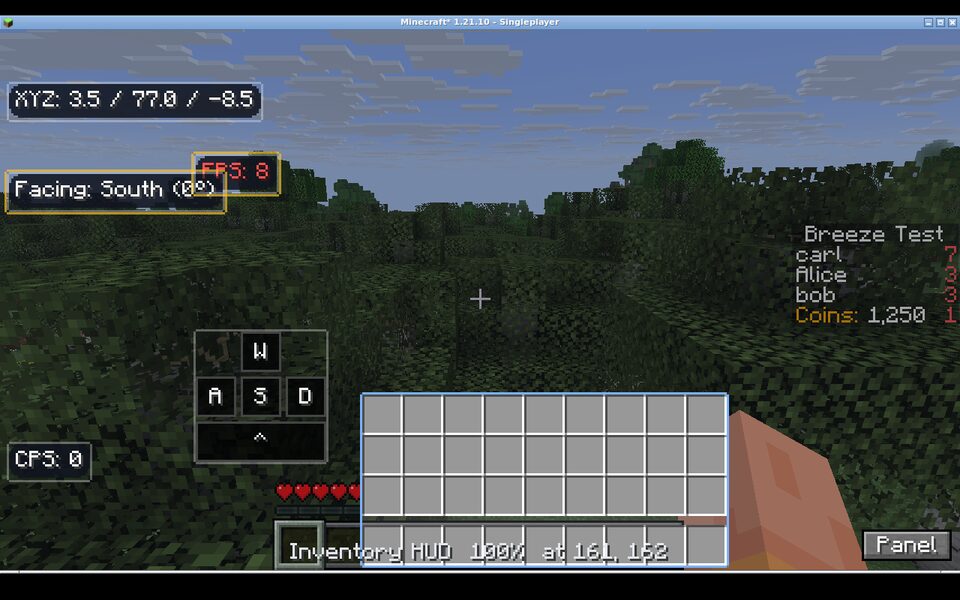 Minecraft* 1.21.10 - Singleplayer
XYZ: 3.5 / 77.0 / -8.5
FPS: 8
Facing: South (0°)
Breeze Test
carl 7
Alice 3
bob 3
Coins: 1,250 1
W
A S D
^
CPS: 0
Inventory HUD 100% at 161, 162
Panel